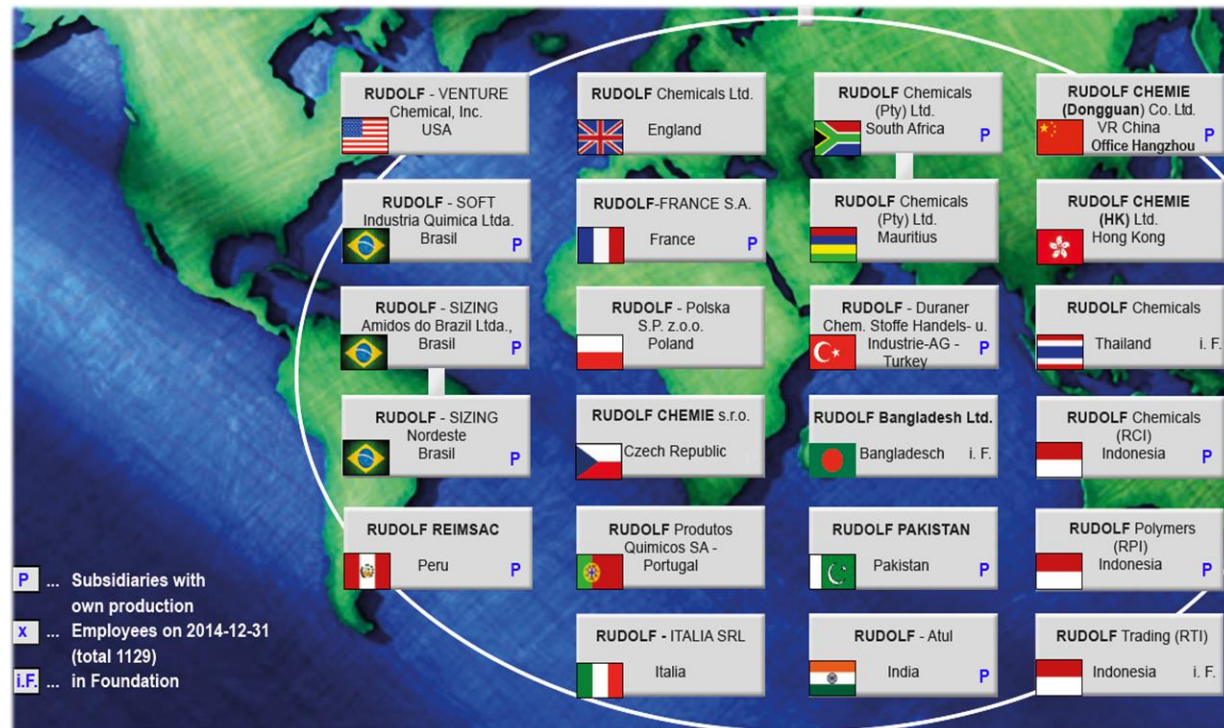 RUDOLF - VENTURE
Chemical, Inc.
USA
RUDOLF - SOFT
Industria Quimica Ltda.
Brasil P
RUDOLF - SIZING
Amidos do Brazil Ltda.,
Brasil P
RUDOLF - SIZING
Nordeste
Brasil P
RUDOLF REIMSAC
Peru P
RUDOLF Chemicals Ltd.
England
RUDOLF-FRANCE S.A.
France P
RUDOLF - Polska
S.P. z.o.o.
Poland
RUDOLF CHEMIE s.r.o.
Czech Republic
RUDOLF Produtos
Quimicos SA -
Portugal
RUDOLF - ITALIA SRL
Italia
RUDOLF Chemicals
(Pty) Ltd.
South Africa P
RUDOLF Chemicals
(Pty) Ltd.
Mauritius
RUDOLF - Duraner
Chem. Stoffe Handels- u.
Industrie-AG - P
Turkey
RUDOLF Bangladesh Ltd.
Bangladesch i. F.
RUDOLF PAKISTAN
Pakistan P
RUDOLF - Atul
India P
RUDOLF CHEMIE
(Dongguan) Co. Ltd.
VR China P
Office Hangzhou
RUDOLF CHEMIE
(HK) Ltd.
Hong Kong
RUDOLF Chemicals
Thailand i. F.
RUDOLF Chemicals
(RCI)
Indonesia P
RUDOLF Polymers
(RPI)
Indonesia P
RUDOLF Trading (RTI)
Indonesia i. F.
P ... Subsidiaries with
own production
x ... Employees on 2014-12-31
(total 1129)
i.F. ... in Foundation